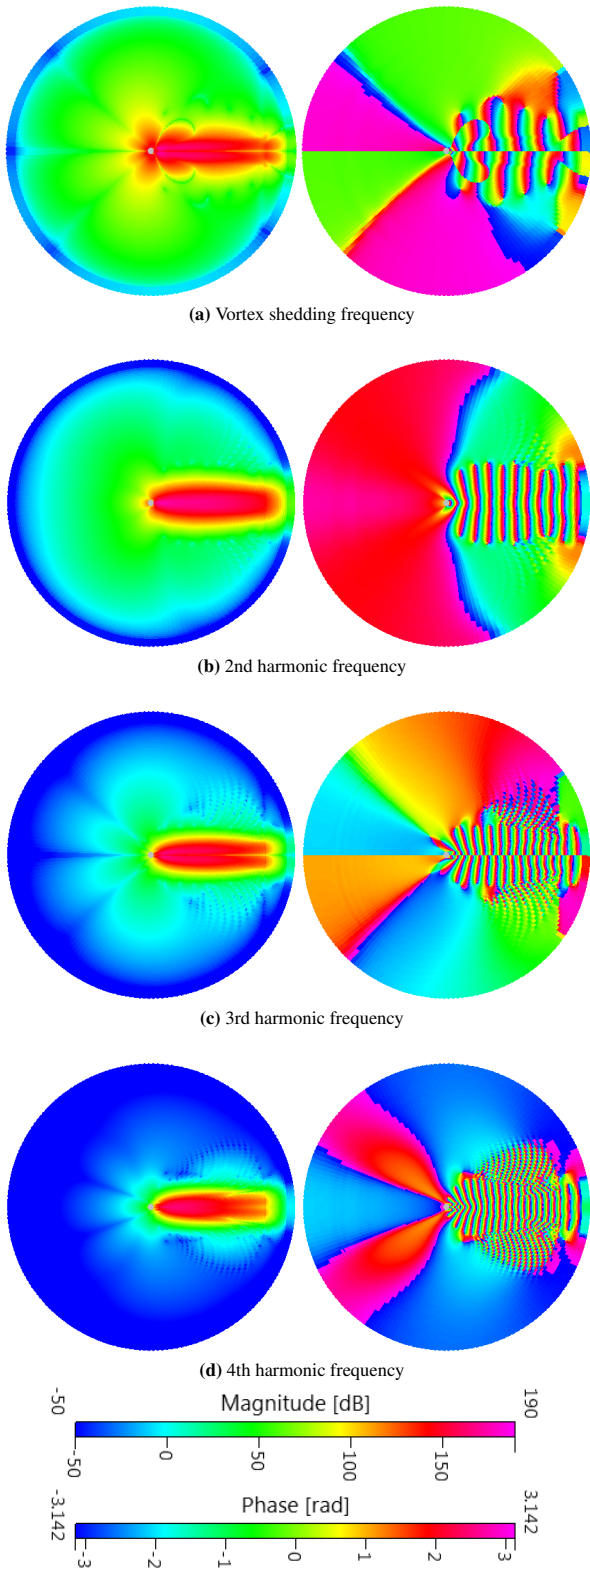 (a) Vortex shedding frequency
(b) 2nd harmonic frequency
(c) 3rd harmonic frequency
(d) 4th harmonic frequency
-50 Magnitude [dB] 190
-50 0 50 100 150
-3.142 Phase [rad] 3.142
-3 -2 -1 0 1 2 3